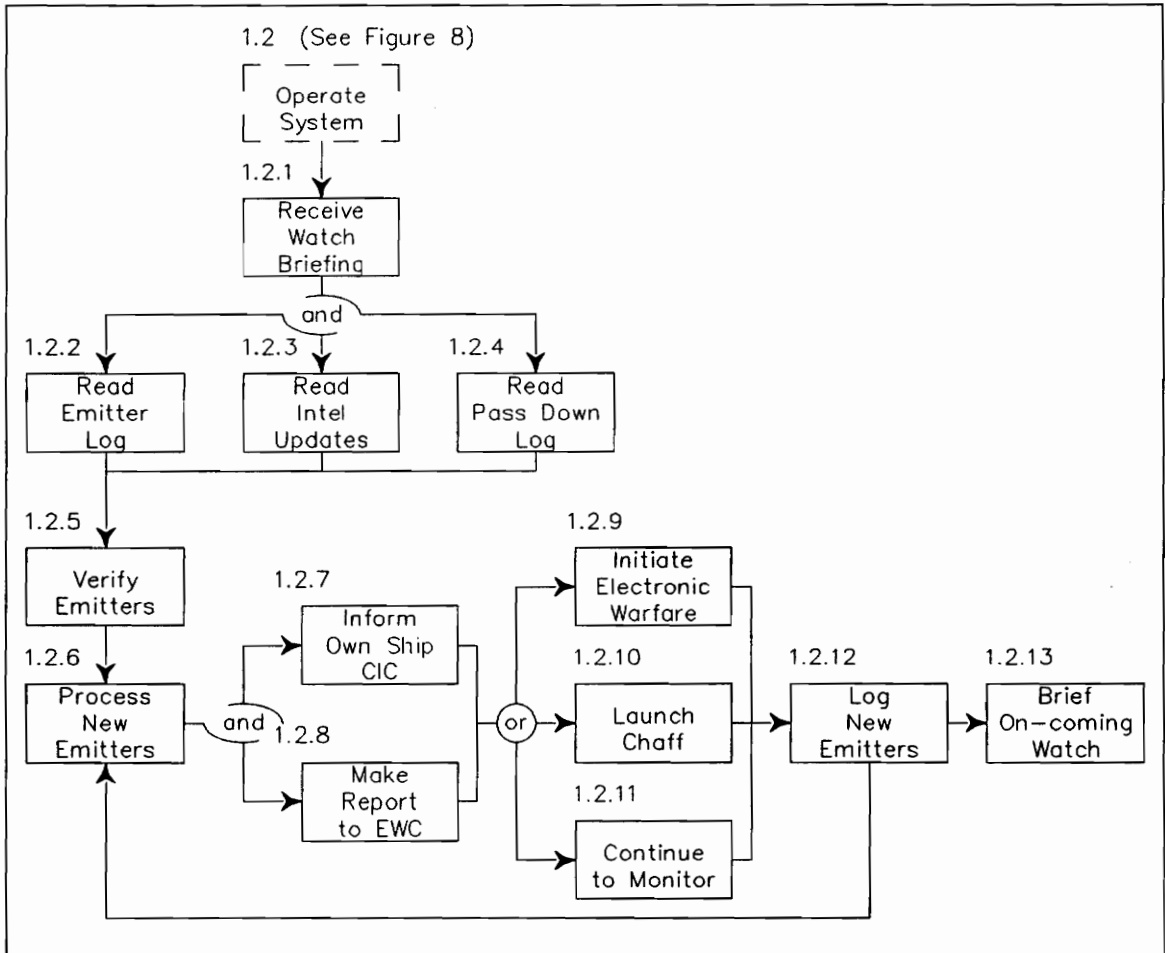 1.2 (See Figure 8)
Operate
System
1.2.1
Receive
Watch
Briefing
and
1.2.2
Read
Emitter
Log
1.2.3
Read
Intel
Updates
1.2.4
Read
Pass Down
Log
1.2.5
Verify
Emitters
1.2.6
Process
New
Emitters
and
1.2.7
Inform
Own Ship
CIC
1.2.8
Make
Report
to EWC
or
1.2.9
Initiate
Electronic
Warfare
1.2.10
Launch
Chaff
1.2.11
Continue
to Monitor
1.2.12
Log
New
Emitters
1.2.13
Brief
On-coming
Watch